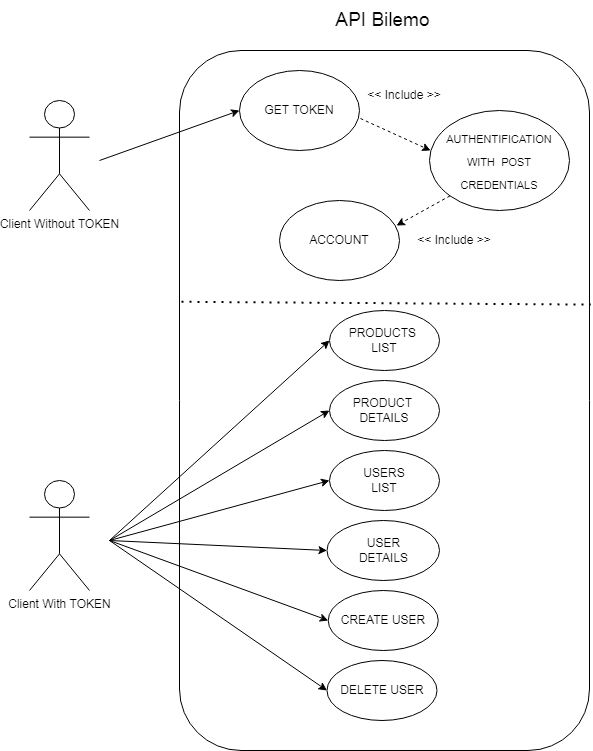 API Bilemo
GET TOKEN
<< Include >>
AUTHENTIFICATION
WITH POST
CREDENTIALS
Client Without TOKEN
ACCOUNT
<< Include >>
PRODUCTS
LIST
PRODUCT
DETAILS
USERS
LIST
USER
DETAILS
Client With TOKEN
CREATE USER
DELETE USER